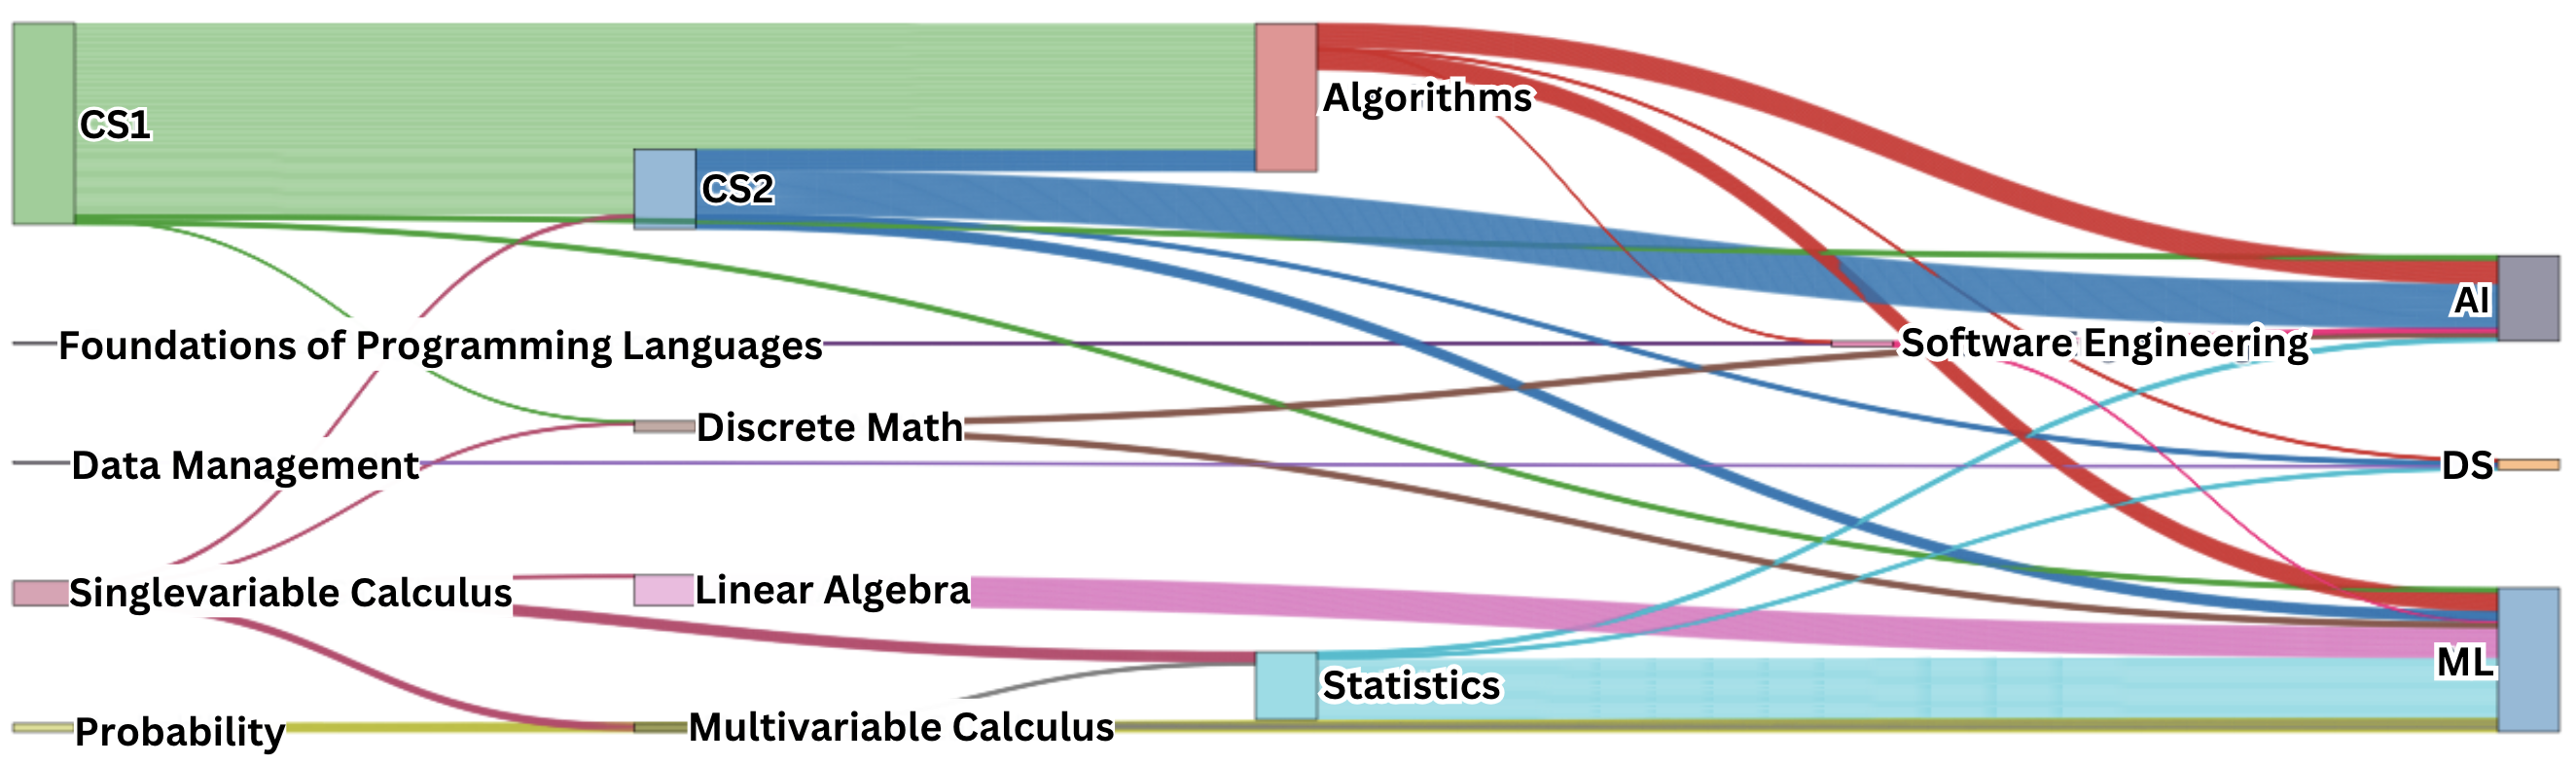 CS1
Algorithms
CS2
AI
Foundations of Programming Languages
Software Engineering
Discrete Math
Data Management
DS
Singlevariable Calculus
Linear Algebra
ML
Statistics
Probability
Multivariable Calculus